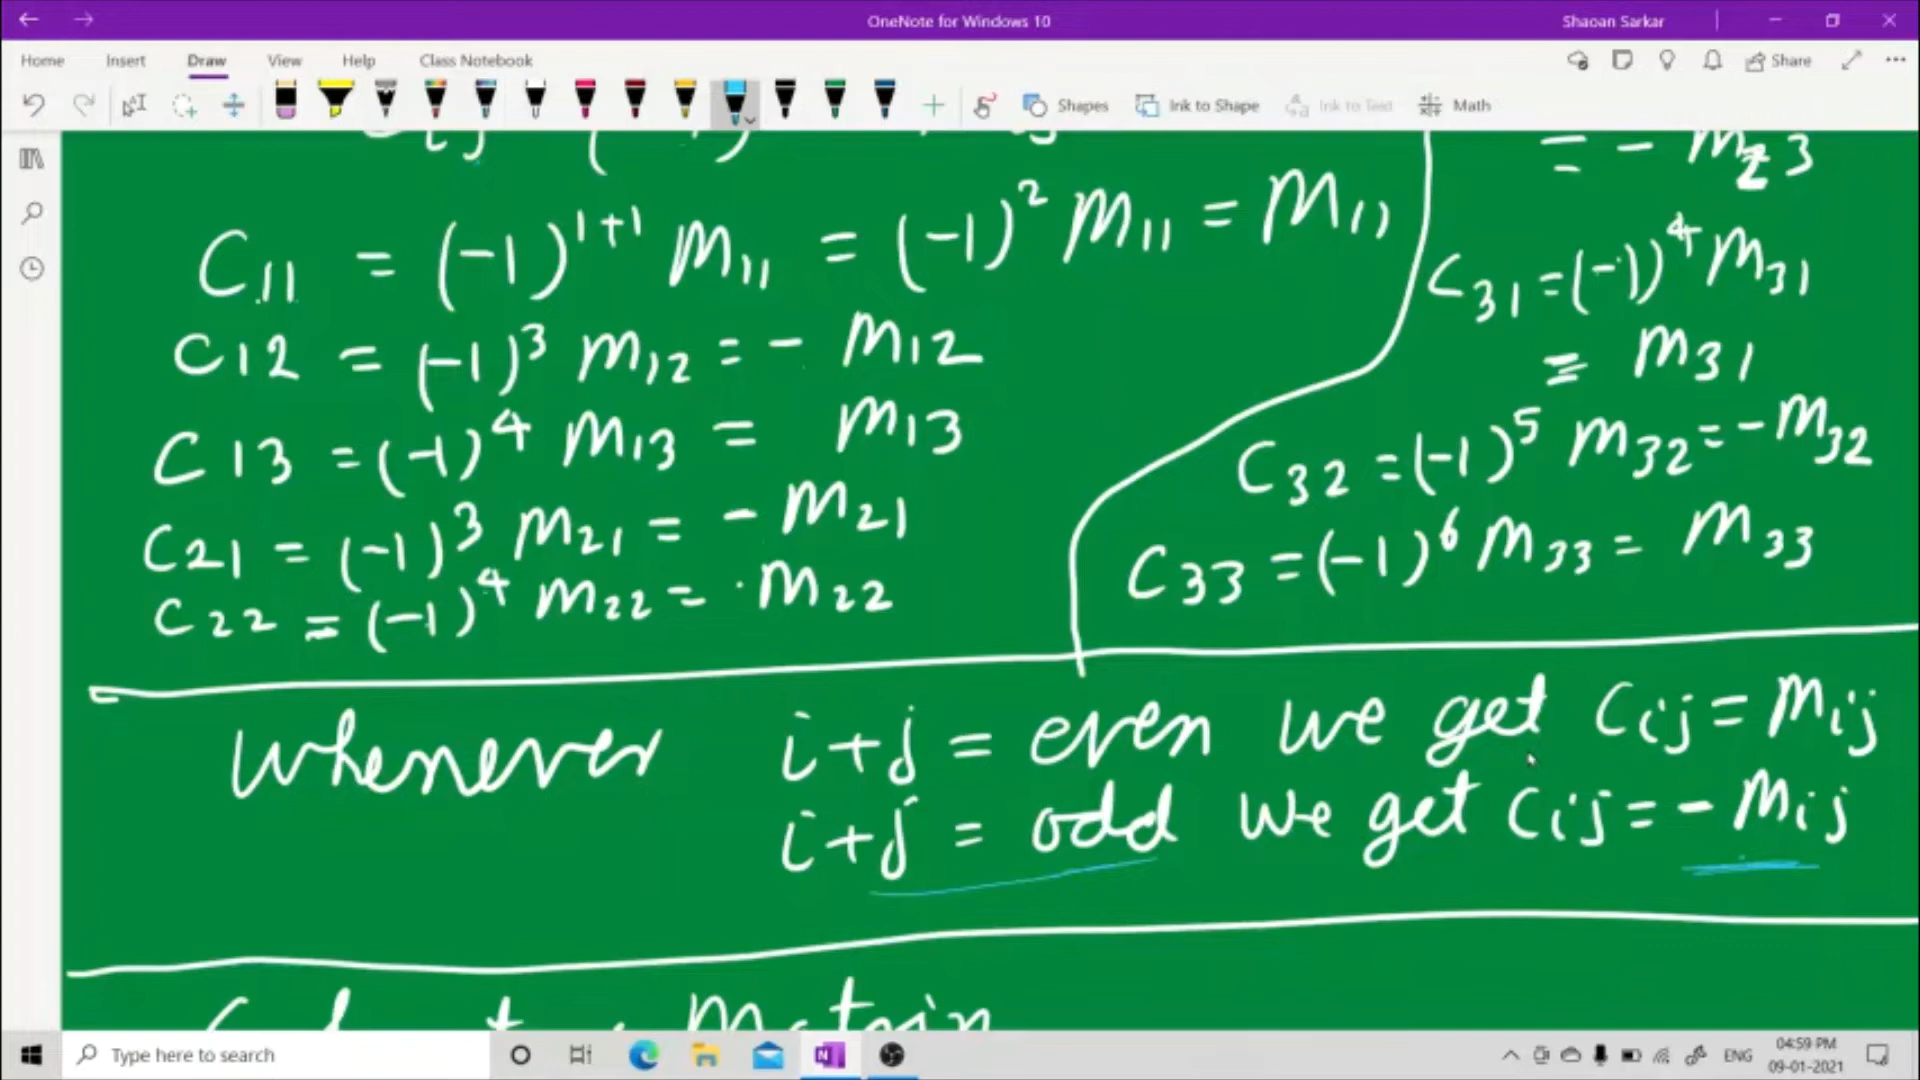 OneNote for Windows 10
Shaoan Sarkar
Home Insert Draw View Help Class Notebook
Share
Shapes Ink to Shape Ink to Text Math
= - M23
C11 = (-1)^1+1 M11 = (-1)^2 M11 = M11
C12 = (-1)^3 M12 = - M12
C13 = (-1)^4 M13 = M13
C21 = (-1)^3 M21 = - M21
C22 = (-1)^4 M22 = M22
C31 = (-1)^4 M31
= M31
C32 = (-1)^5 M32 = - M32
C33 = (-1)^6 M33 = M33
Whenever i+j = even we get Cij = Mij
i+j = odd we get Cij = - Mij
Type here to search
ENG
04:59 PM
09-01-2021